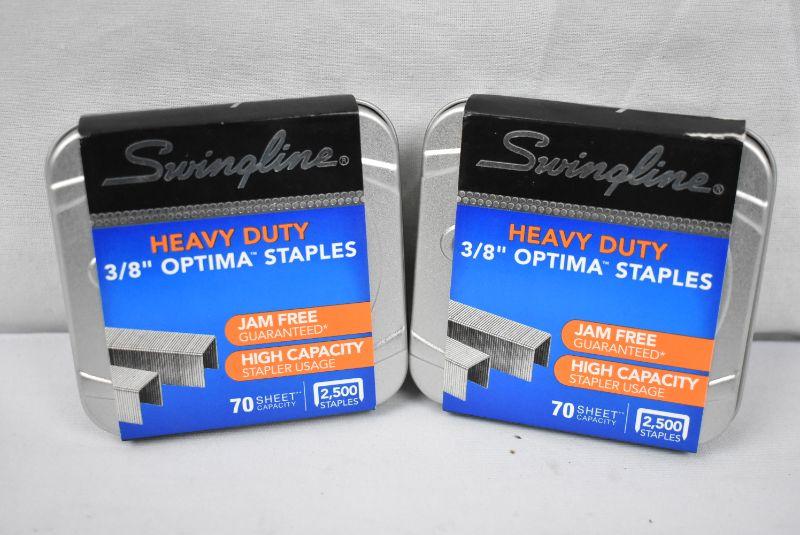 Swingline®
HEAVY DUTY
3/8" OPTIMA™ STAPLES
JAM FREE
GUARANTEED*
HIGH CAPACITY
STAPLER USAGE
70 SHEET**
CAPACITY
2,500
STAPLES
Swingline®
HEAVY DUTY
3/8" OPTIMA™ STAPLES
JAM FREE
GUARANTEED*
HIGH CAPACITY
STAPLER USAGE
70 SHEET**
CAPACITY
2,500
STAPLES